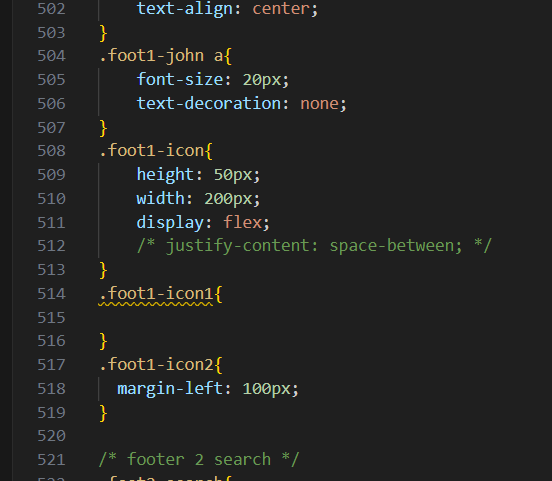 502 text-align: center;
503 }
504 .foot1-john a{
505 font-size: 20px;
506 text-decoration: none;
507 }
508 .foot1-icon{
509 height: 50px;
510 width: 200px;
511 display: flex;
512 /* justify-content: space-between; */
513 }
514 .foot1-icon1{
515
516 }
517 .foot1-icon2{
518 margin-left: 100px;
519 }
520
521 /* footer 2 search */